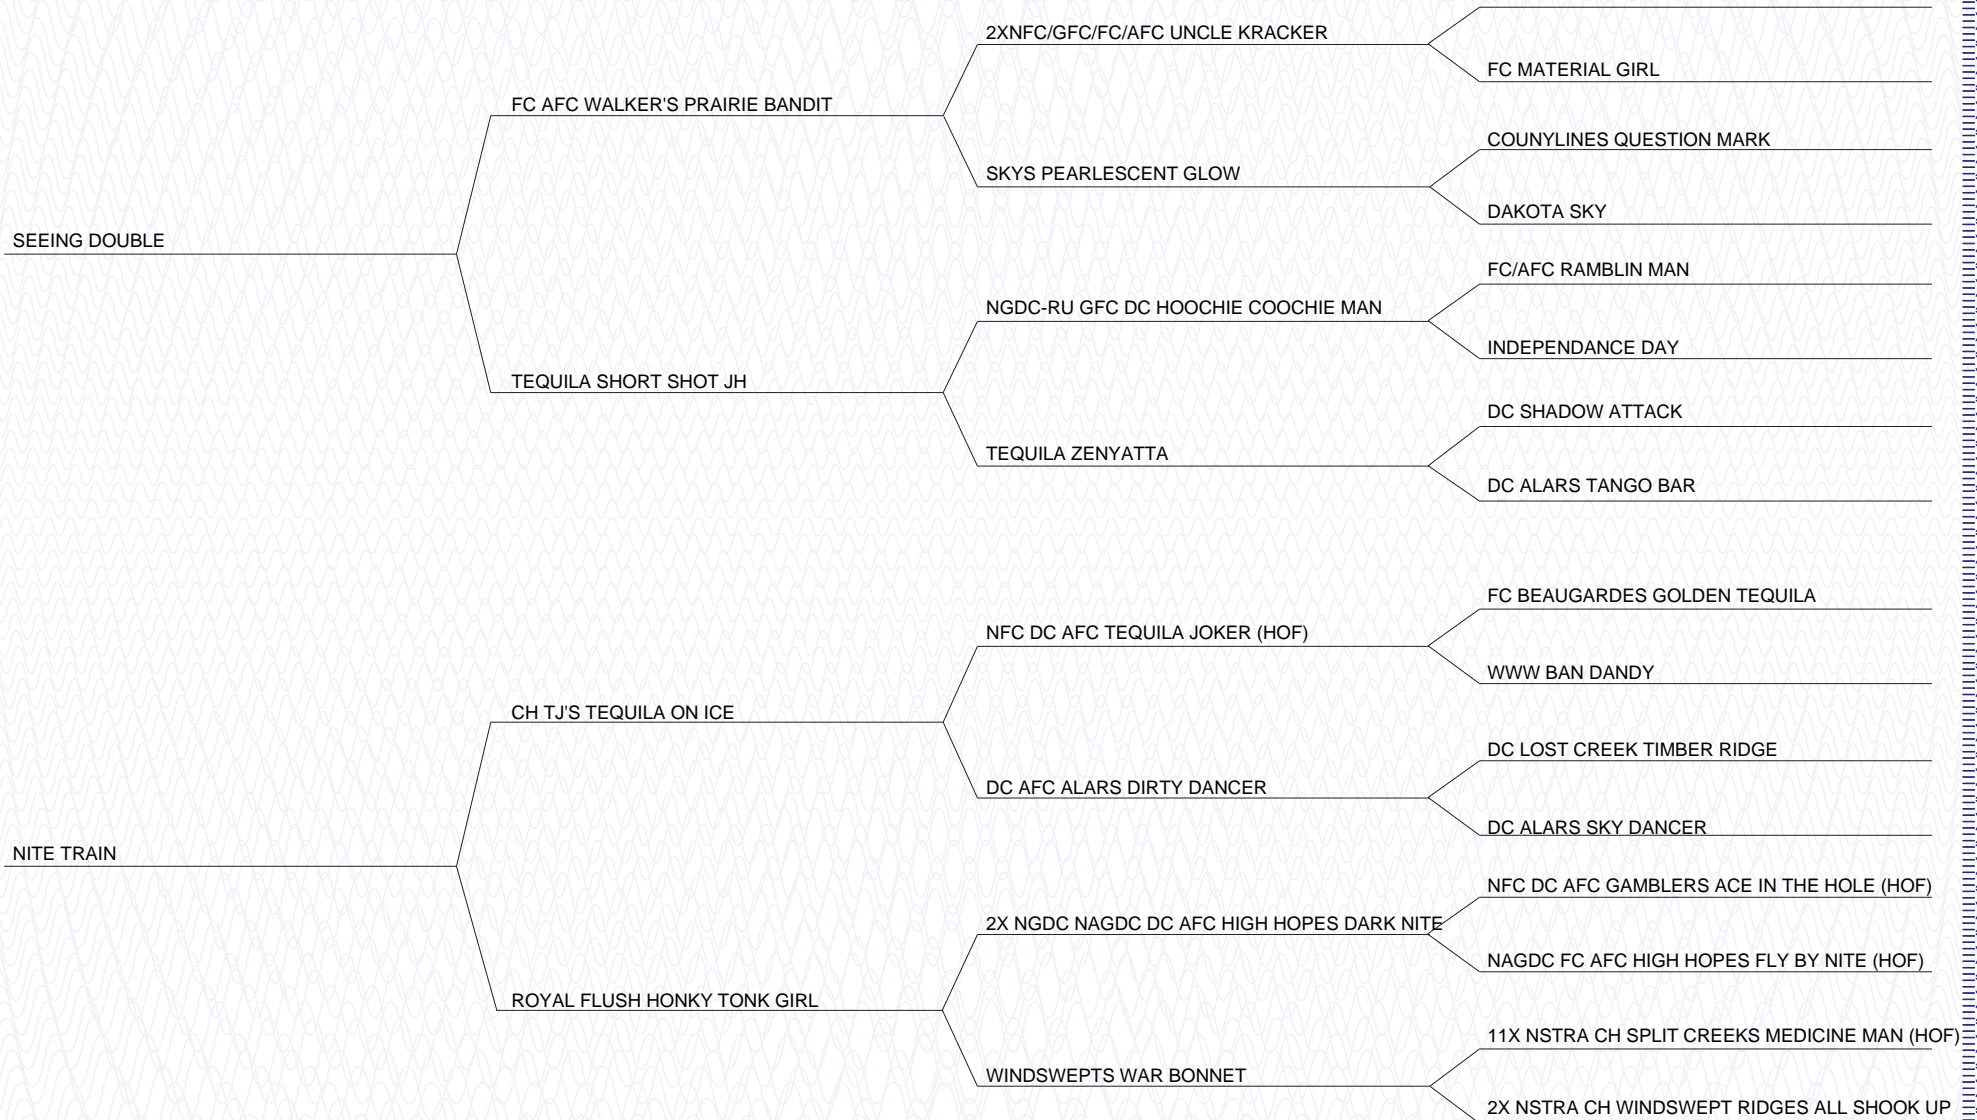 2XNFC/GFC/FC/AFC UNCLE KRACKER
FC MATERIAL GIRL
FC AFC WALKER'S PRAIRIE BANDIT
COUNYLINES QUESTION MARK
SKYS PEARLESCENT GLOW
DAKOTA SKY
SEEING DOUBLE
FC/AFC RAMBLIN MAN
NGDC-RU GFC DC HOOCHIE COOCHIE MAN
INDEPENDANCE DAY
TEQUILA SHORT SHOT JH
DC SHADOW ATTACK
TEQUILA ZENYATTA
DC ALARS TANGO BAR
FC BEAUGARDES GOLDEN TEQUILA
NFC DC AFC TEQUILA JOKER (HOF)
WWW BAN DANDY
CH TJ'S TEQUILA ON ICE
DC LOST CREEK TIMBER RIDGE
DC AFC ALARS DIRTY DANCER
DC ALARS SKY DANCER
NITE TRAIN
NFC DC AFC GAMBLERS ACE IN THE HOLE (HOF)
2X NGDC NAGDC DC AFC HIGH HOPES DARK NITE
NAGDC FC AFC HIGH HOPES FLY BY NITE (HOF)
ROYAL FLUSH HONKY TONK GIRL
11X NSTRA CH SPLIT CREEKS MEDICINE MAN (HOF)
WINDSWEPTS WAR BONNET
2X NSTRA CH WINDSWEPT RIDGES ALL SHOOK UP